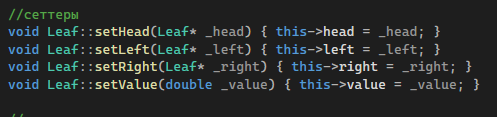 //сеттеры
void Leaf::setHead(Leaf* _head) { this->head = _head; }
void Leaf::setLeft(Leaf* _left) { this->left = _left; }
void Leaf::setRight(Leaf* _right) { this->right = _right; }
void Leaf::setValue(double _value) { this->value = _value; }